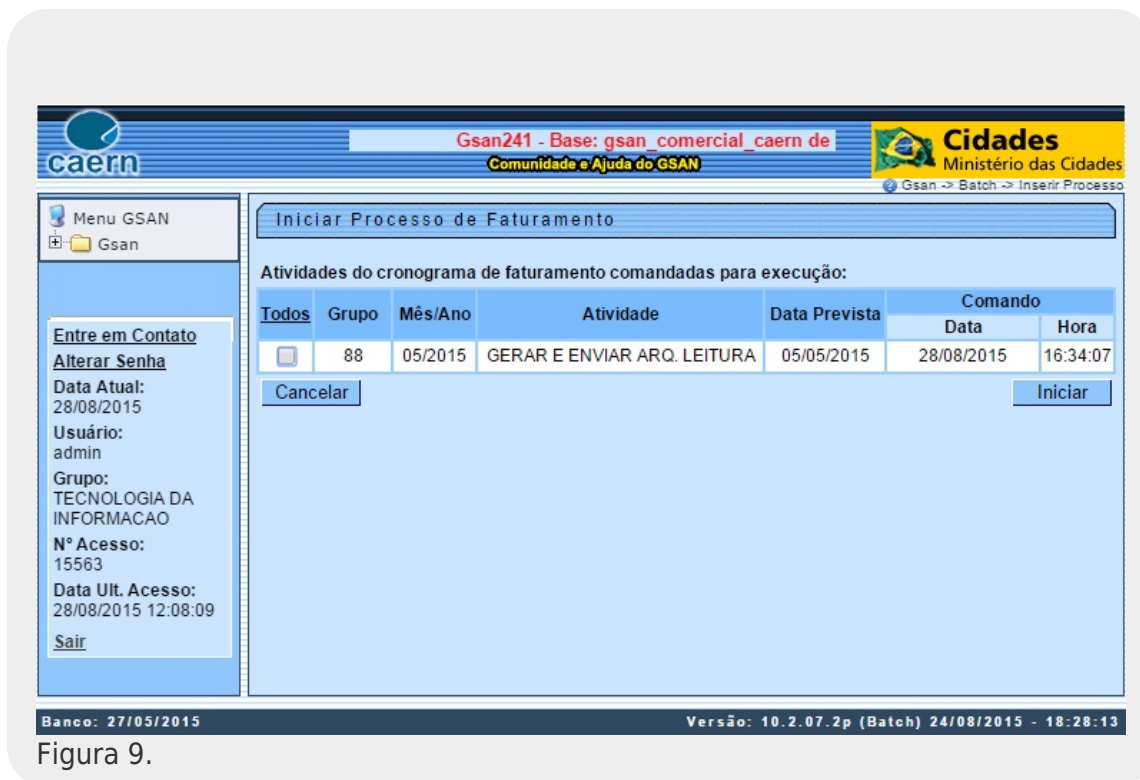 caern
Gsan241 - Base: gsan_comercial_caern de
Comunidade e Ajuda do GSAN
Cidades
Ministério das Cidades
Gsan -> Batch -> Inserir Processo
Menu GSAN
Gsan
Entre em Contato
Alterar Senha
Data Atual:
28/08/2015
Usuário:
admin
Grupo:
TECNOLOGIA DA
INFORMACAO
N° Acesso:
15563
Data Ult. Acesso:
28/08/2015 12:08:09
Sair
Iniciar Processo de Faturamento
Atividades do cronograma de faturamento comandadas para execução:
Todos Grupo Mês/Ano Atividade Data Prevista Comando
Data Hora
88 05/2015 GERAR E ENVIAR ARQ. LEITURA 05/05/2015 28/08/2015 16:34:07
Cancelar Iniciar
Banco: 27/05/2015 Versão: 10.2.07.2p (Batch) 24/08/2015 - 18:28:13
Figura 9.